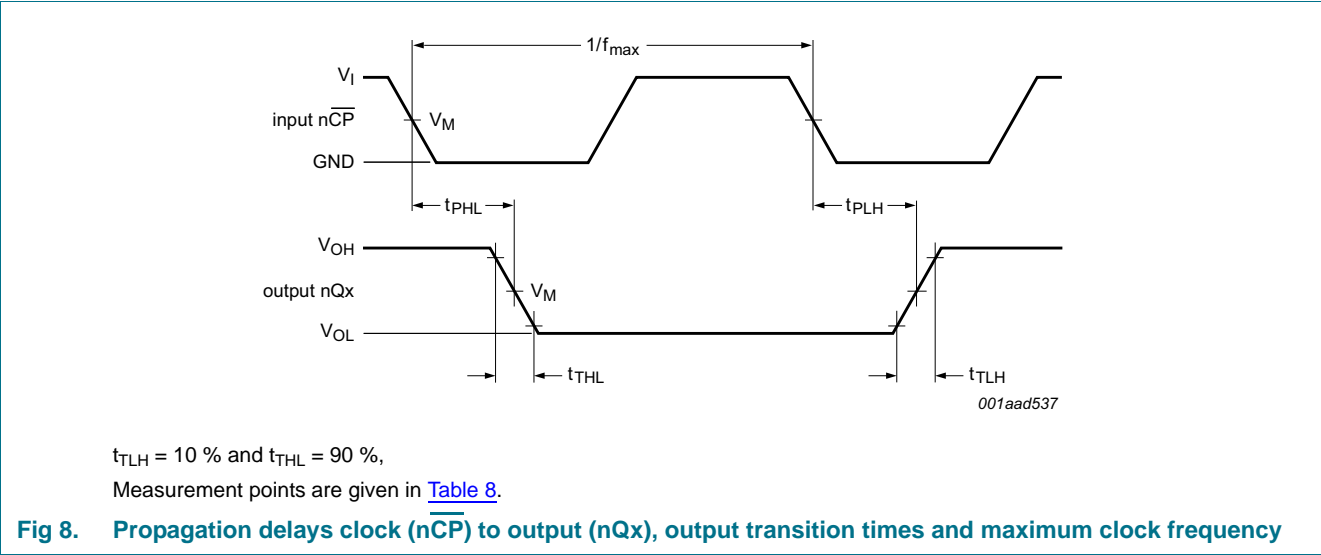 1/fmax
VI
input nC̅P̅
VM
GND
tPHL
tPLH
VOH
output nQx
VM
VOL
tTHL
tTLH
001aad537
tTLH = 10 % and tTHL = 90 %,
Measurement points are given in Table 8.
Fig 8. Propagation delays clock (nC̅P̅) to output (nQx), output transition times and maximum clock frequency